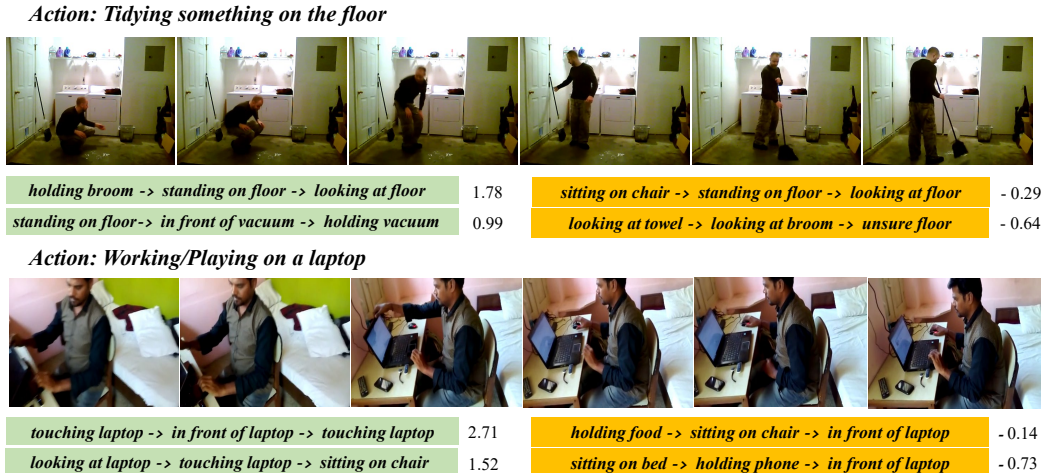 Action: Tidying something on the floor
holding broom -> standing on floor -> looking at floor 1.78 sitting on chair -> standing on floor -> looking at floor - 0.29
standing on floor-> in front of vacuum -> holding vacuum 0.99 looking at towel -> looking at broom -> unsure floor - 0.64
Action: Working/Playing on a laptop
touching laptop -> in front of laptop -> touching laptop 2.71 holding food -> sitting on chair -> in front of laptop - 0.14
looking at laptop -> touching laptop -> sitting on chair 1.52 sitting on bed -> holding phone -> in front of laptop - 0.73